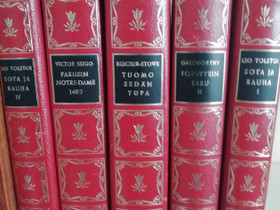 LEO TOLSTOI
SOTA JA
RAUHA
IV
VICTOR HUGO
PARIISIN
NOTRE-DAME
1482
BEECHER-STOWE
TUOMO
SEDÄN
TUPA
GALSWORTHY
FORSYTEIN
TARU
II
LEO TOLSTOI
SOTA JA
RAUHA
I